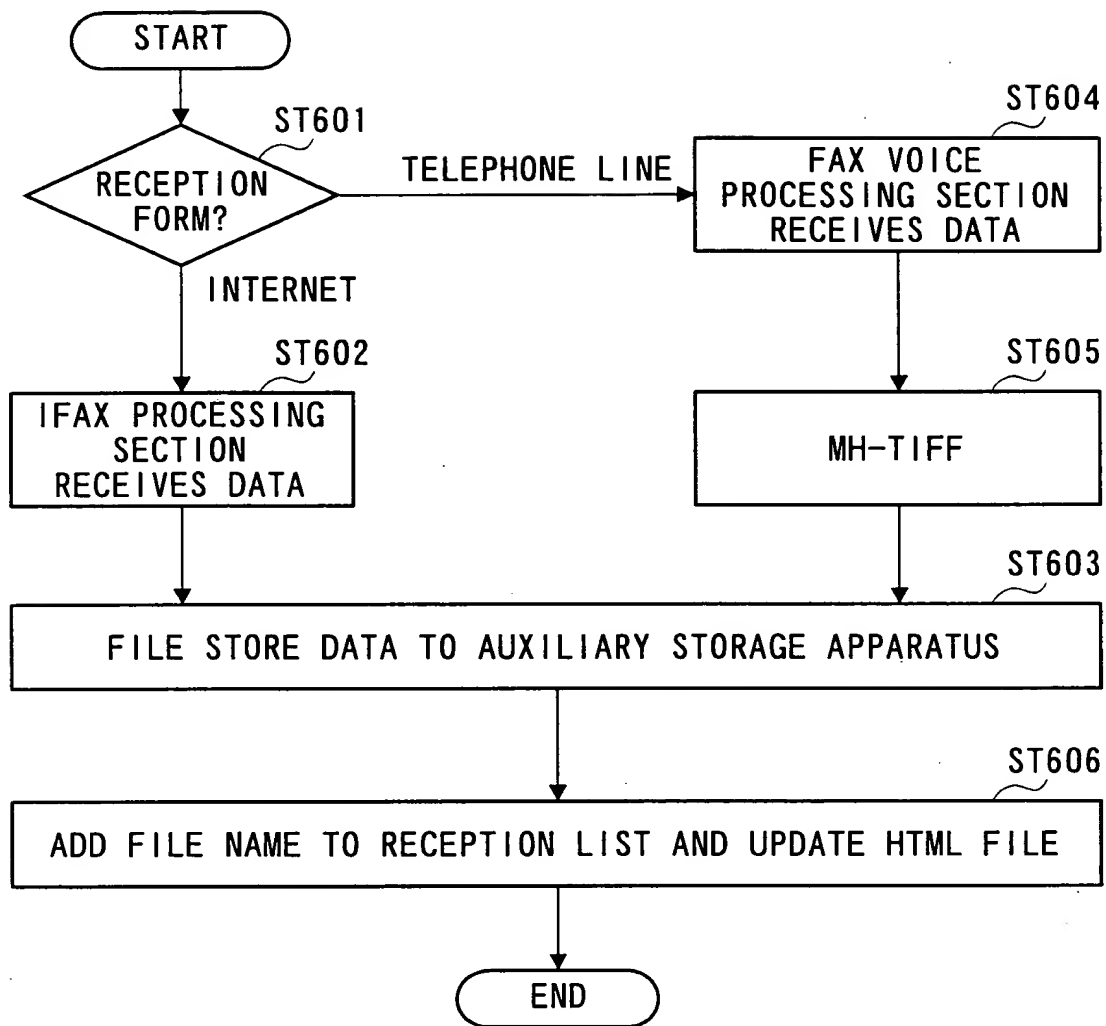 START
ST601
RECEPTION
FORM?
TELEPHONE LINE
ST604
FAX VOICE
PROCESSING SECTION
RECEIVES DATA
INTERNET
ST602
IFAX PROCESSING
SECTION
RECEIVES DATA
ST605
MH-TIFF
ST603
FILE STORE DATA TO AUXILIARY STORAGE APPARATUS
ST606
ADD FILE NAME TO RECEPTION LIST AND UPDATE HTML FILE
END